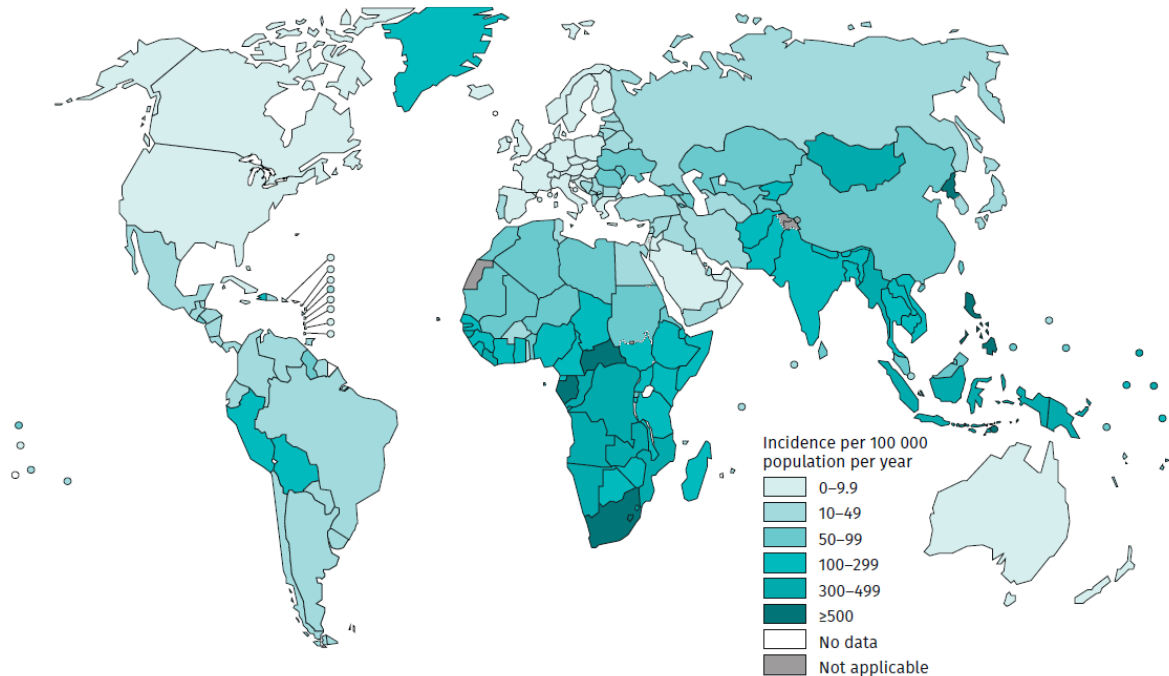 Incidence per 100 000
population per year
0–9.9
10–49
50–99
100–299
300–499
≥500
No data
Not applicable